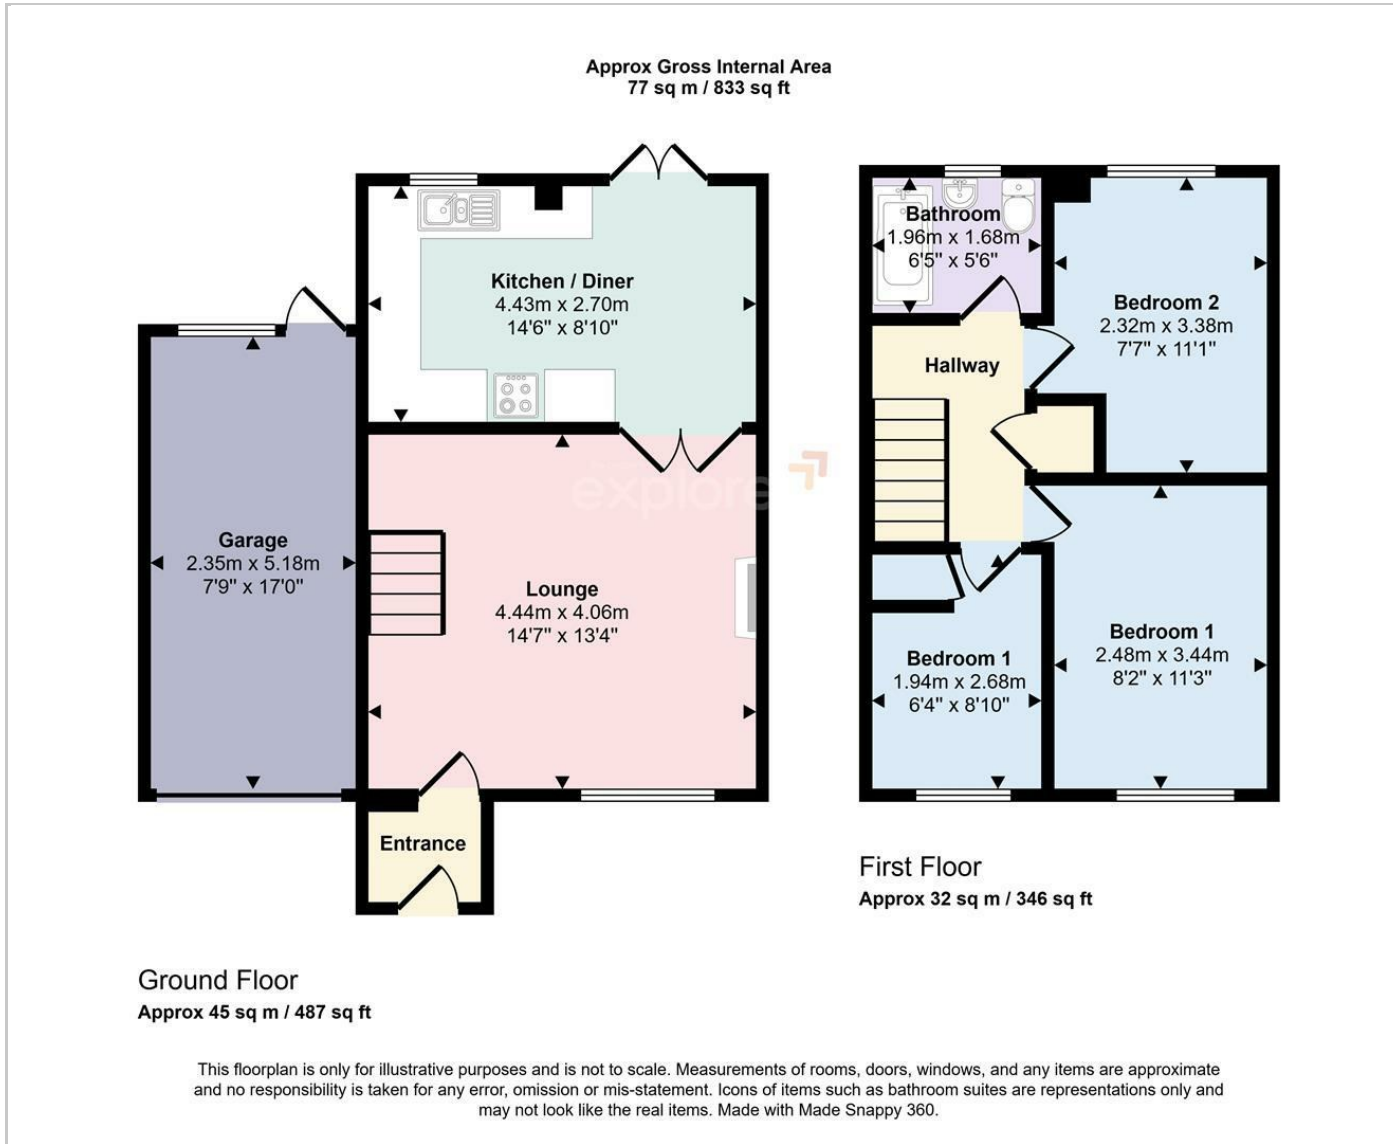 Approx Gross Internal Area
77 sq m / 833 sq ft
Kitchen / Diner
4.43m x 2.70m
14'6" x 8'10"
Garage
2.35m x 5.18m
7'9" x 17'0"
Lounge
4.44m x 4.06m
14'7" x 13'4"
Entrance
explore
Ground Floor
Approx 45 sq m / 487 sq ft
Bathroom
1.96m x 1.68m
6'5" x 5'6"
Bedroom 2
2.32m x 3.38m
7'7" x 11'1"
Hallway
Bedroom 1
2.48m x 3.44m
8'2" x 11'3"
Bedroom 1
1.94m x 2.68m
6'4" x 8'10"
First Floor
Approx 32 sq m / 346 sq ft
This floorplan is only for illustrative purposes and is not to scale. Measurements of rooms, doors, windows, and any items are approximate
and no responsibility is taken for any error, omission or mis-statement. Icons of items such as bathroom suites are representations only and
may not look like the real items. Made with Made Snappy 360.